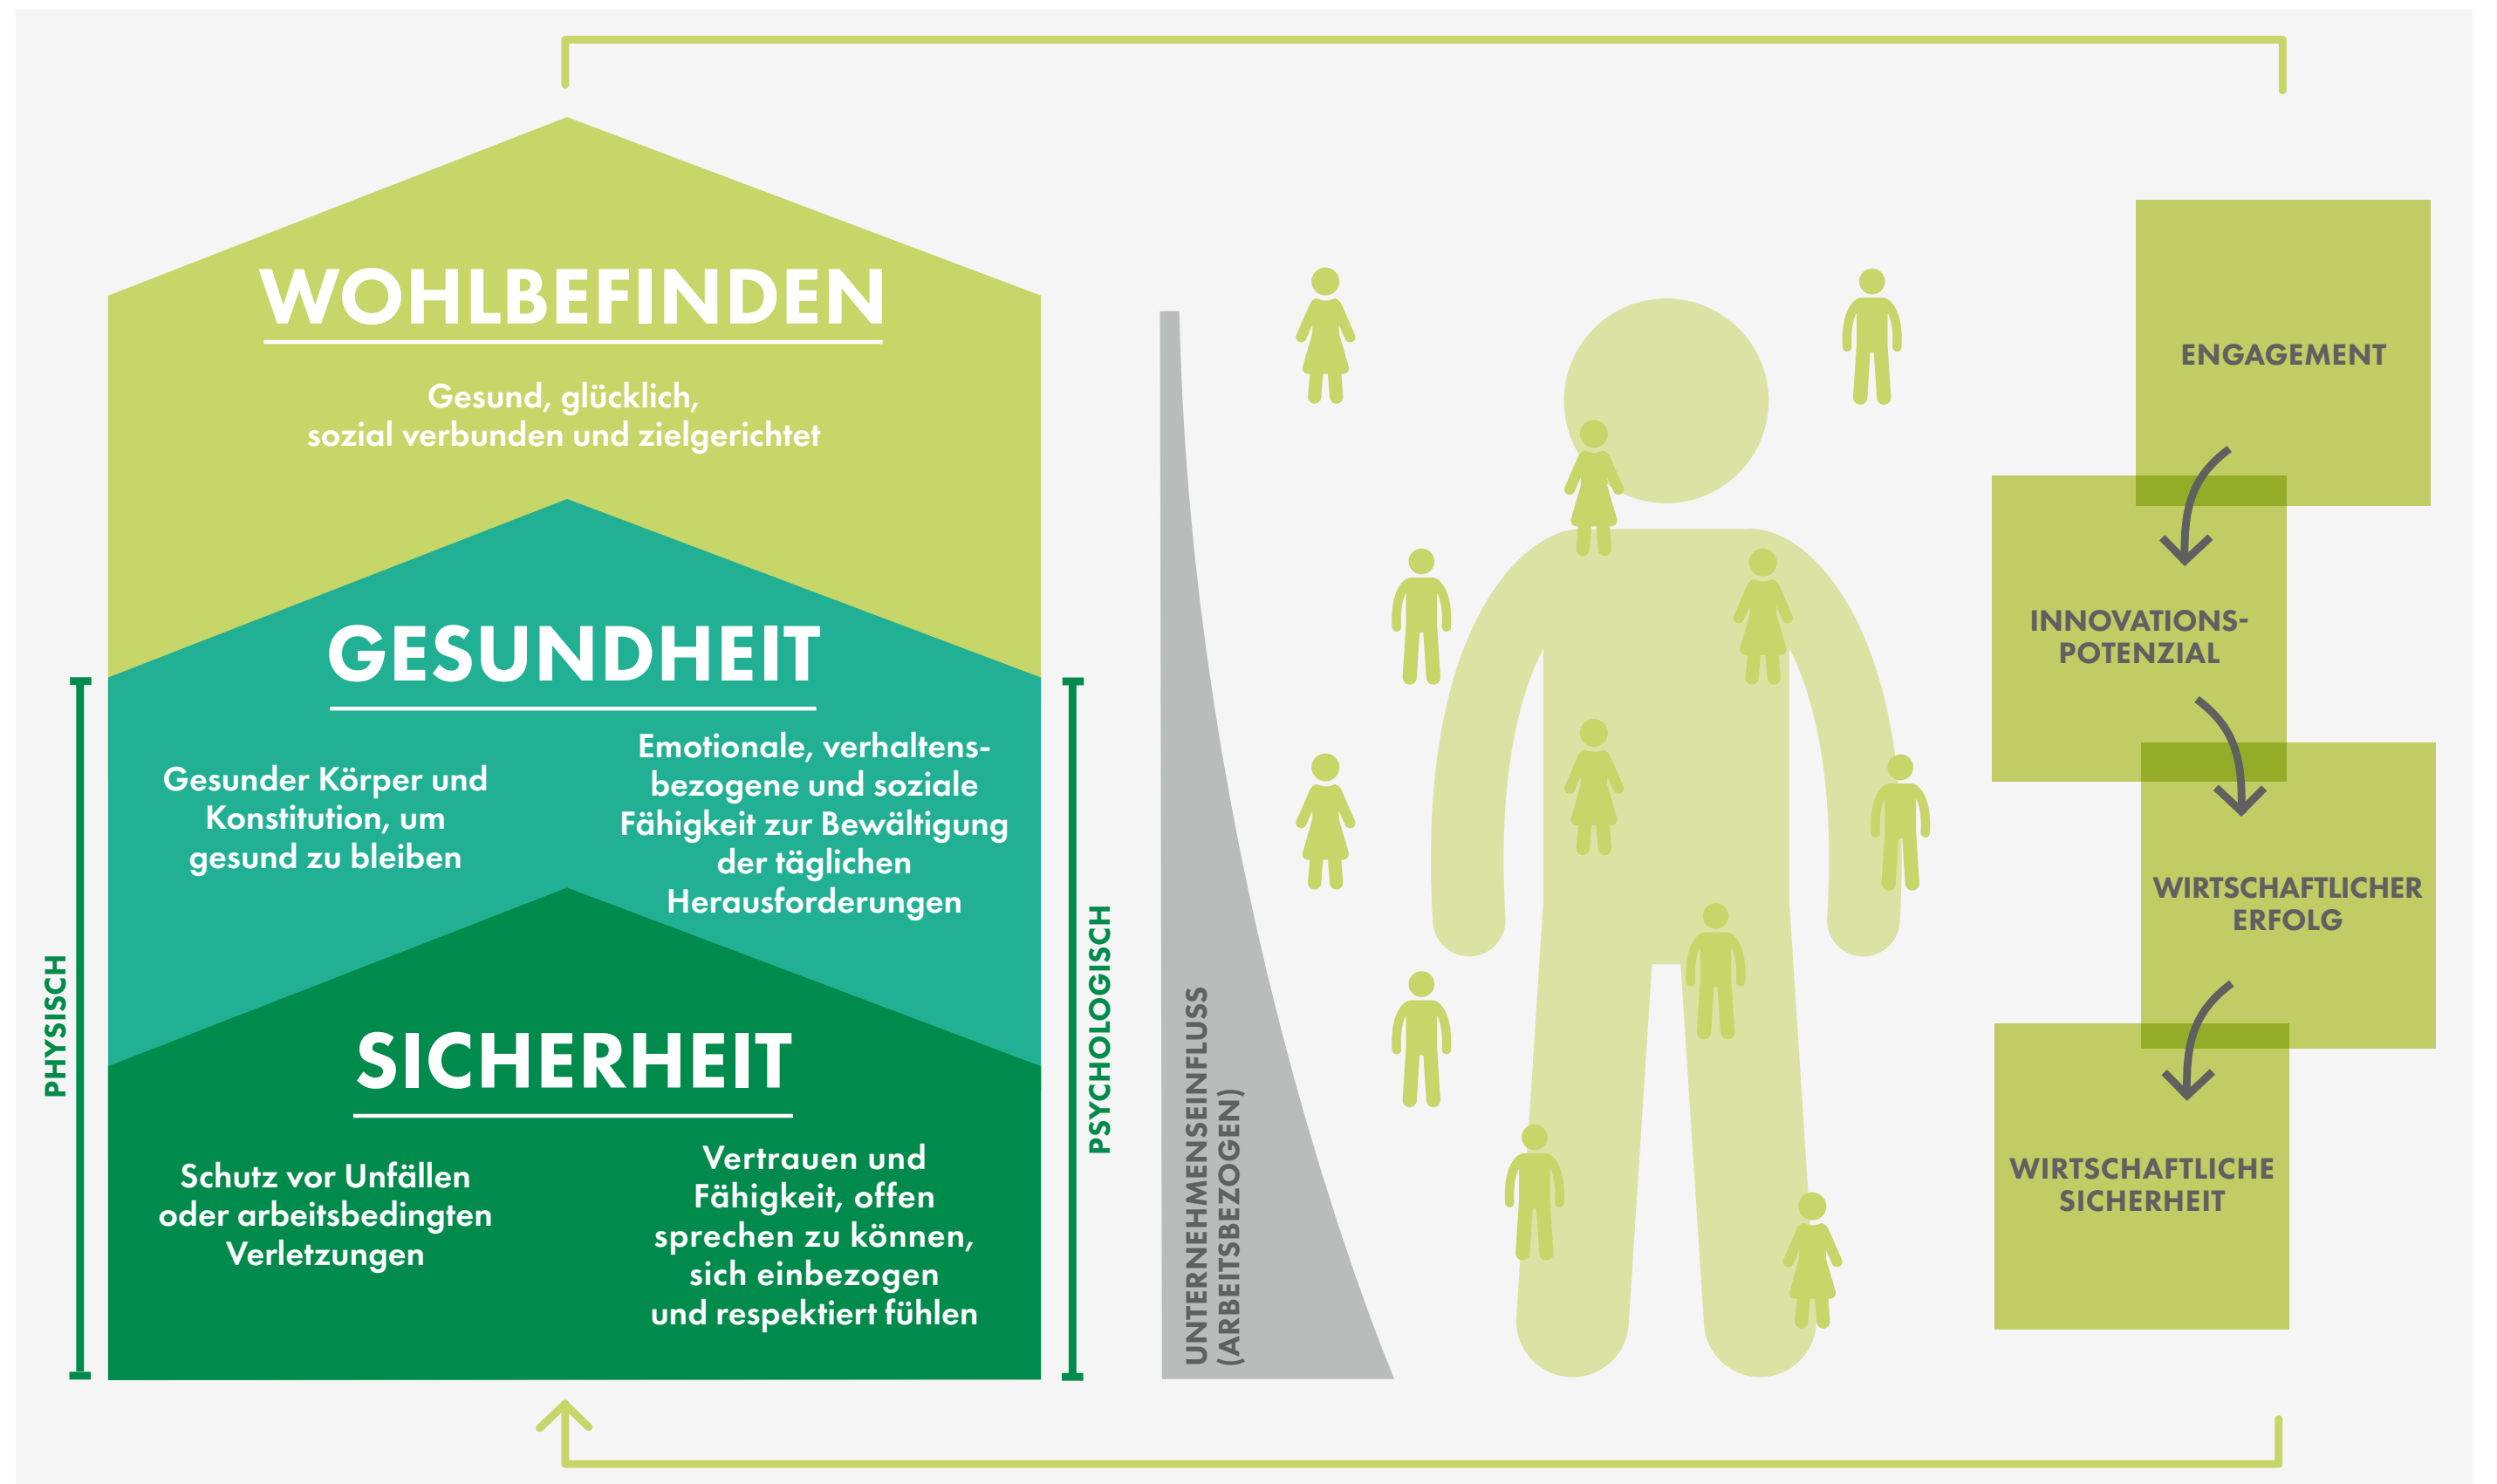 WOHLBEFINDEN
Gesund, glücklich,
sozial verbunden und zielgerichtet
GESUNDHEIT
Gesunder Körper und
Konstitution, um
gesund zu bleiben
Emotionale, verhaltens-
bezogene und soziale
Fähigkeit zur Bewältigung
der täglichen
Herausforderungen
SICHERHEIT
Schutz vor Unfällen
oder arbeitsbedingten
Verletzungen
Vertrauen und
Fähigkeit, offen
sprechen zu können,
sich einbezogen
und respektiert fühlen
PHYSISCH
PSYCHOLOGISCH
UNTERNEHMENSEINFLUSS
(ARBEITSBEZOGEN)
ENGAGEMENT
INNOVATIONS-
POTENZIAL
WIRTSCHAFTLICHER
ERFOLG
WIRTSCHAFTLICHE
SICHERHEIT